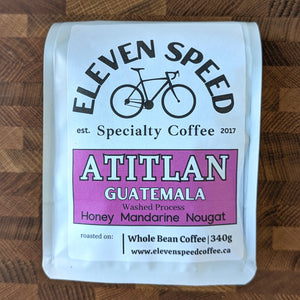 ELEVEN SPEED
est. Specialty Coffee 2017
ATITLAN
GUATEMALA
Washed Process
Honey Mandarine Nougat
roasted on: Whole Bean Coffee | 340g
www.elevenspeedcoffee.ca